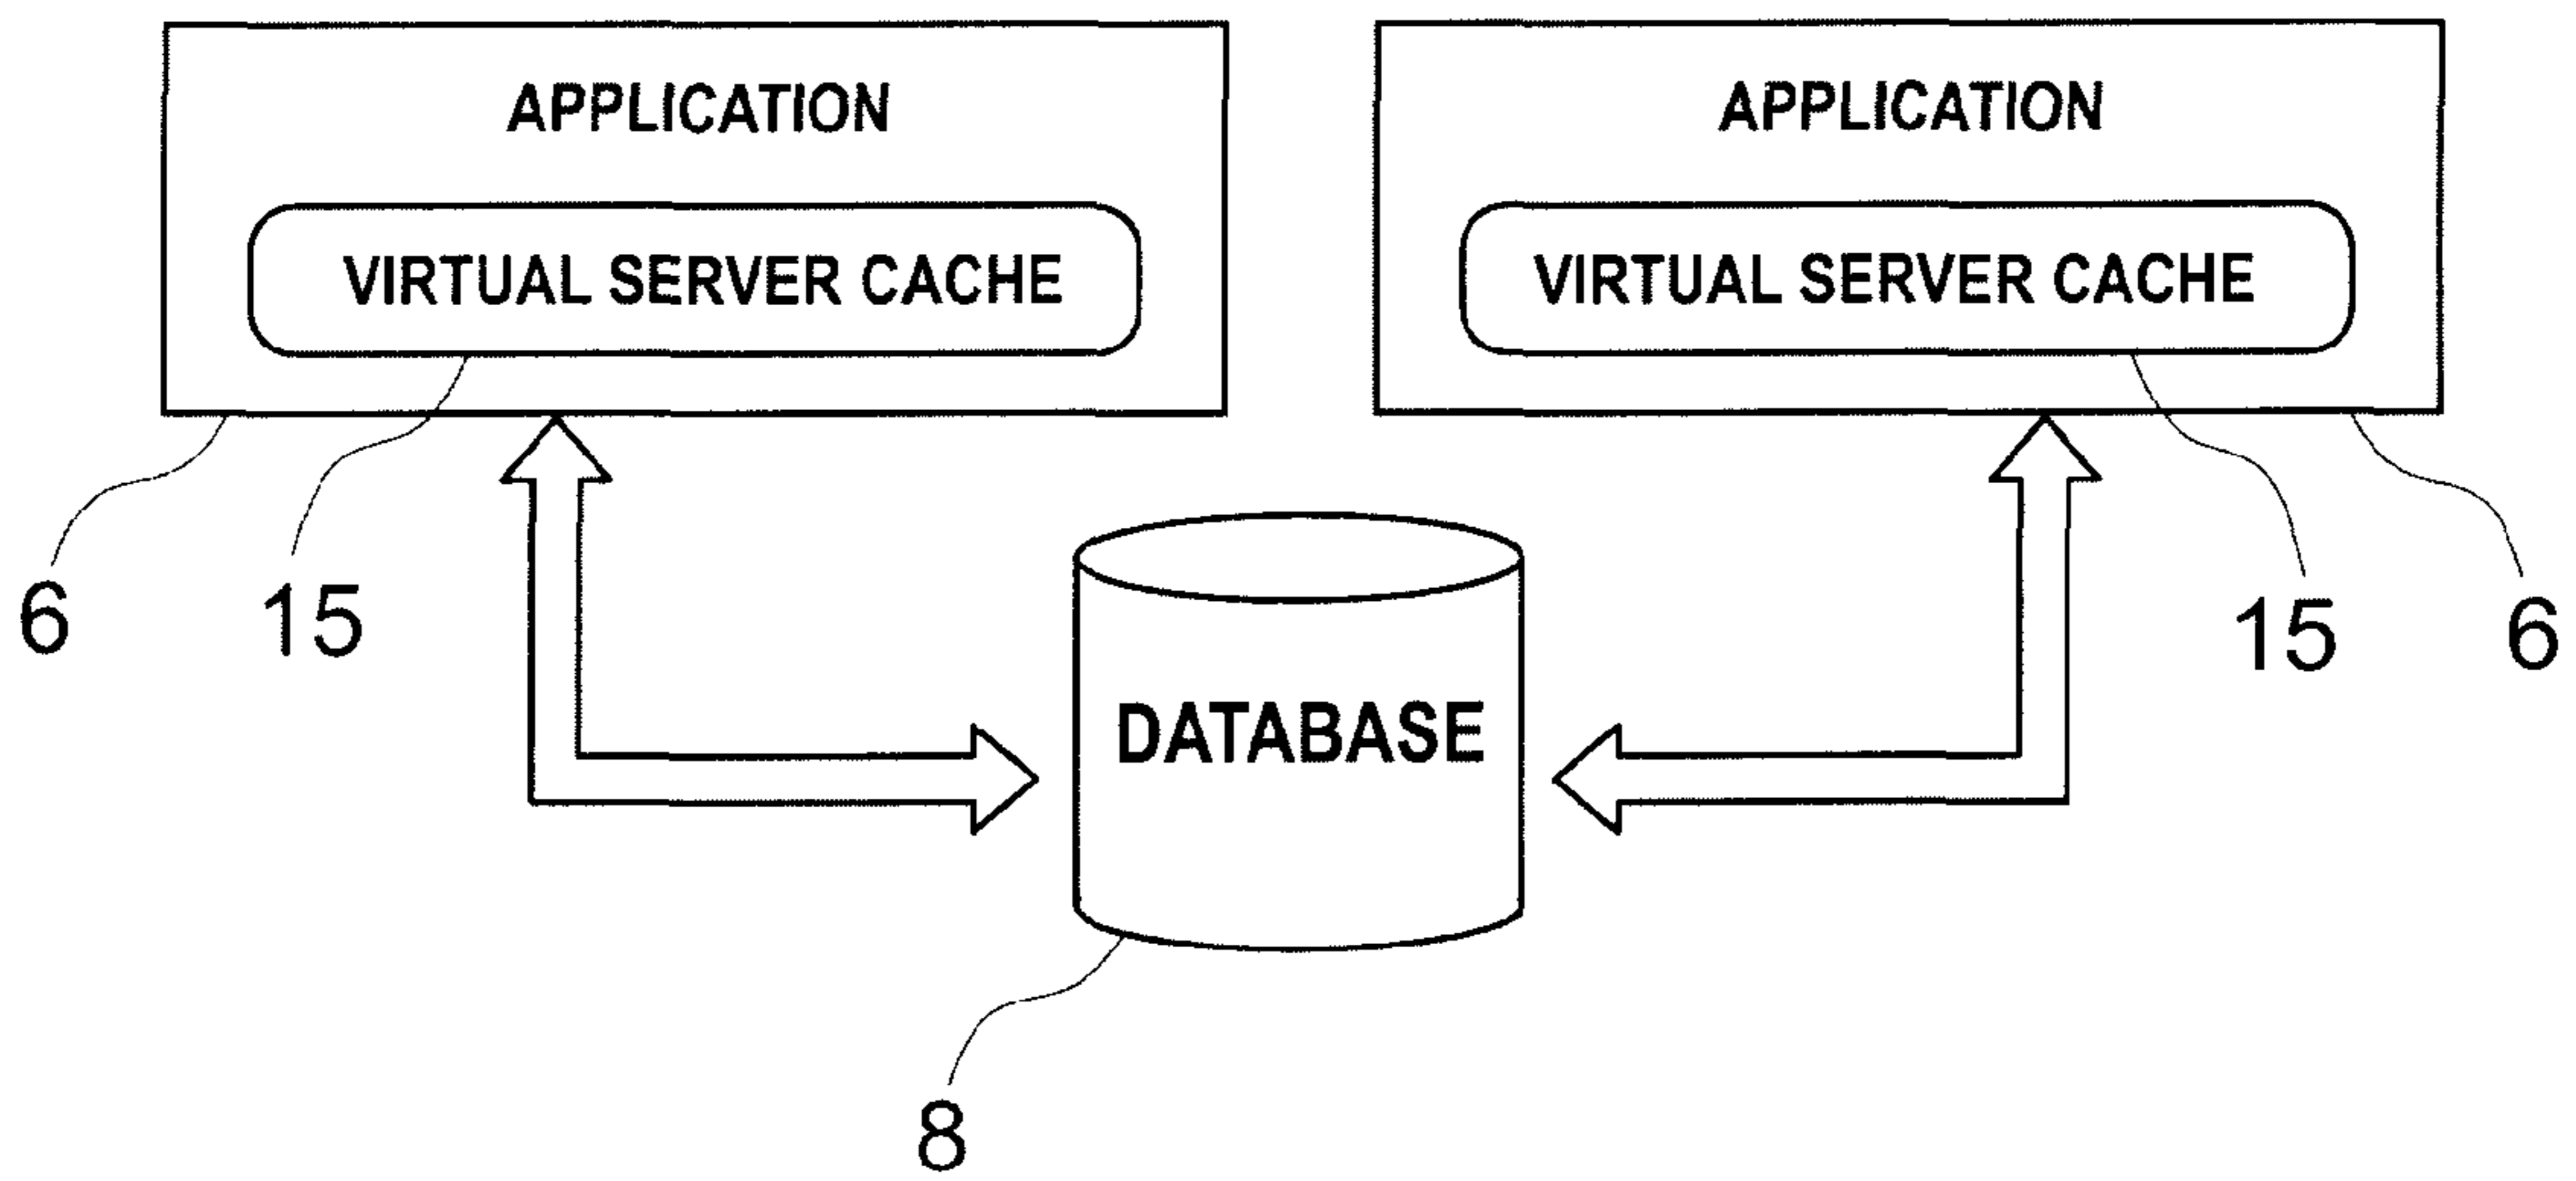 APPLICATION
APPLICATION
VIRTUAL SERVER CACHE
VIRTUAL SERVER CACHE
6
15
15
6
DATABASE
8